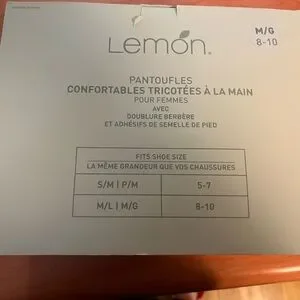 Lemon
M/G
8-10
PANTOUFLES
CONFORTABLES TRICOTÉES À LA MAIN
POUR FEMMES
AVEC
DOUBLURE BERBÈRE
ET ADHÉSIFS DE SEMELLE DE PIED
FITS SHOE SIZE
LA MÊME GRANDEUR QUE VOS CHAUSSURES
S/M | P/M 5-7
M/L | M/G 8-10